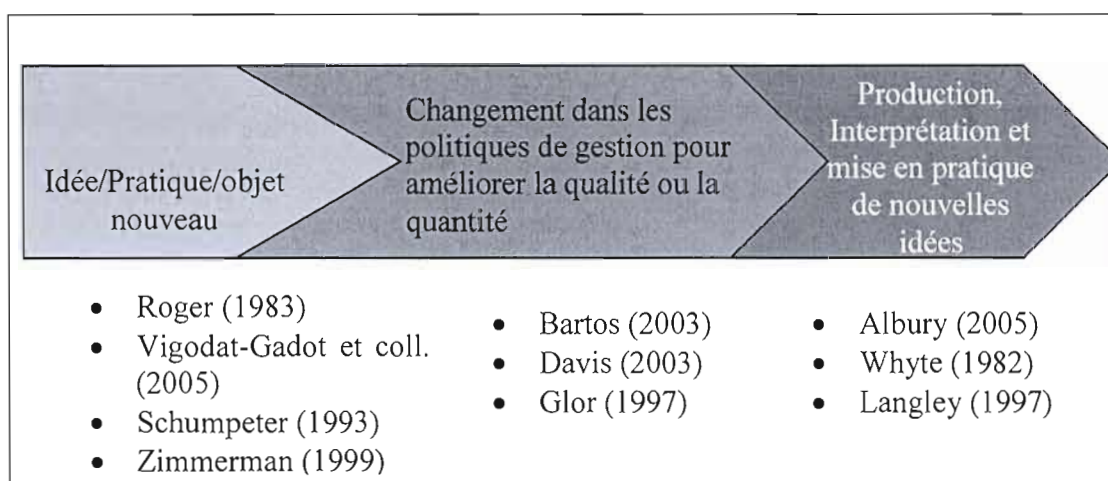 Idée/Pratique/objet
nouveau
Changement dans les
politiques de gestion pour
améliorer la qualité ou la
quantité
Production,
Interprétation et
mise en pratique
de nouvelles
idées
• Roger (1983)
• Vigodat-Gadot et coll.
(2005)
• Schumpeter (1993)
• Zimmerman (1999)
• Bartos (2003)
• Davis (2003)
• Glor (1997)
• Albury (2005)
• Whyte (1982)
• Langley (1997)